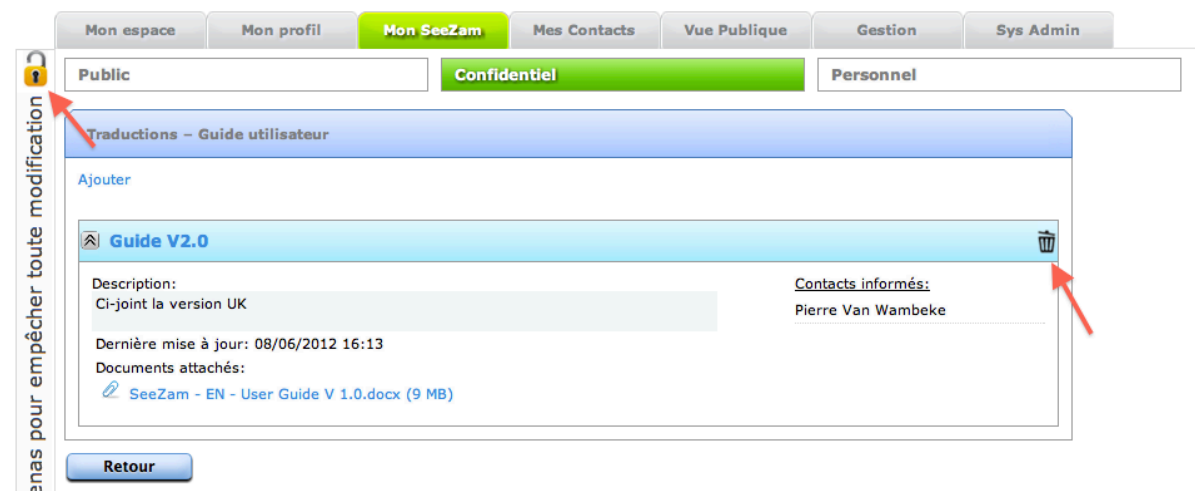 Mon espace
Mon profil
Mon SeeZam
Mes Contacts
Vue Publique
Gestion
Sys Admin
Public
Confidentiel
Personnel
pour empêcher toute modification
Traductions – Guide utilisateur
Ajouter
Guide V2.0
Description:
Ci-joint la version UK
Contacts informés:
Pierre Van Wambeke
Dernière mise à jour: 08/06/2012 16:13
Documents attachés:
SeeZam - EN - User Guide V 1.0.docx (9 MB)
Retour